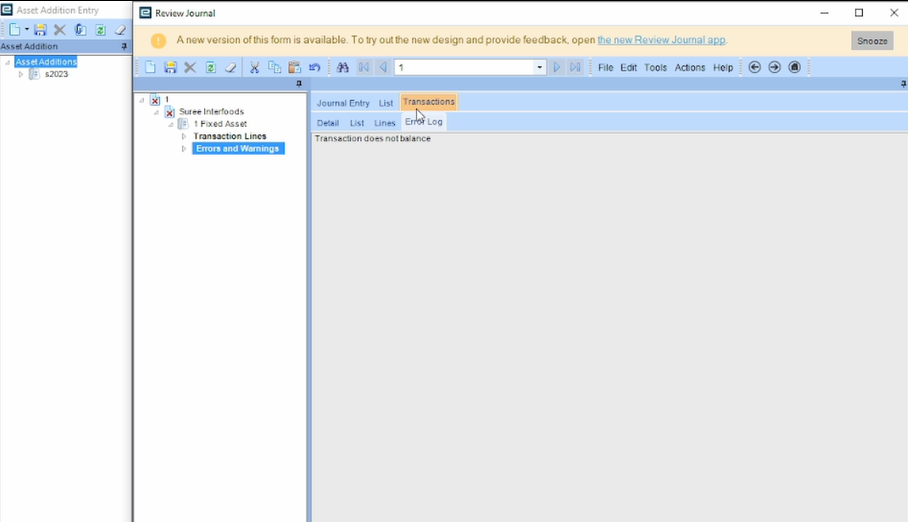 Asset Addition Entry
Asset Addition
Asset Additions
s2023
Review Journal
A new version of this form is available. To try out the new design and provide feedback, open the new Review Journal app.
Snooze
1
File Edit Tools Actions Help
1
Suree Interfoods
1 Fixed Asset
Transaction Lines
Errors and Warnings
Journal Entry List Transactions
Detail List Lines Error Log
Transaction does not balance